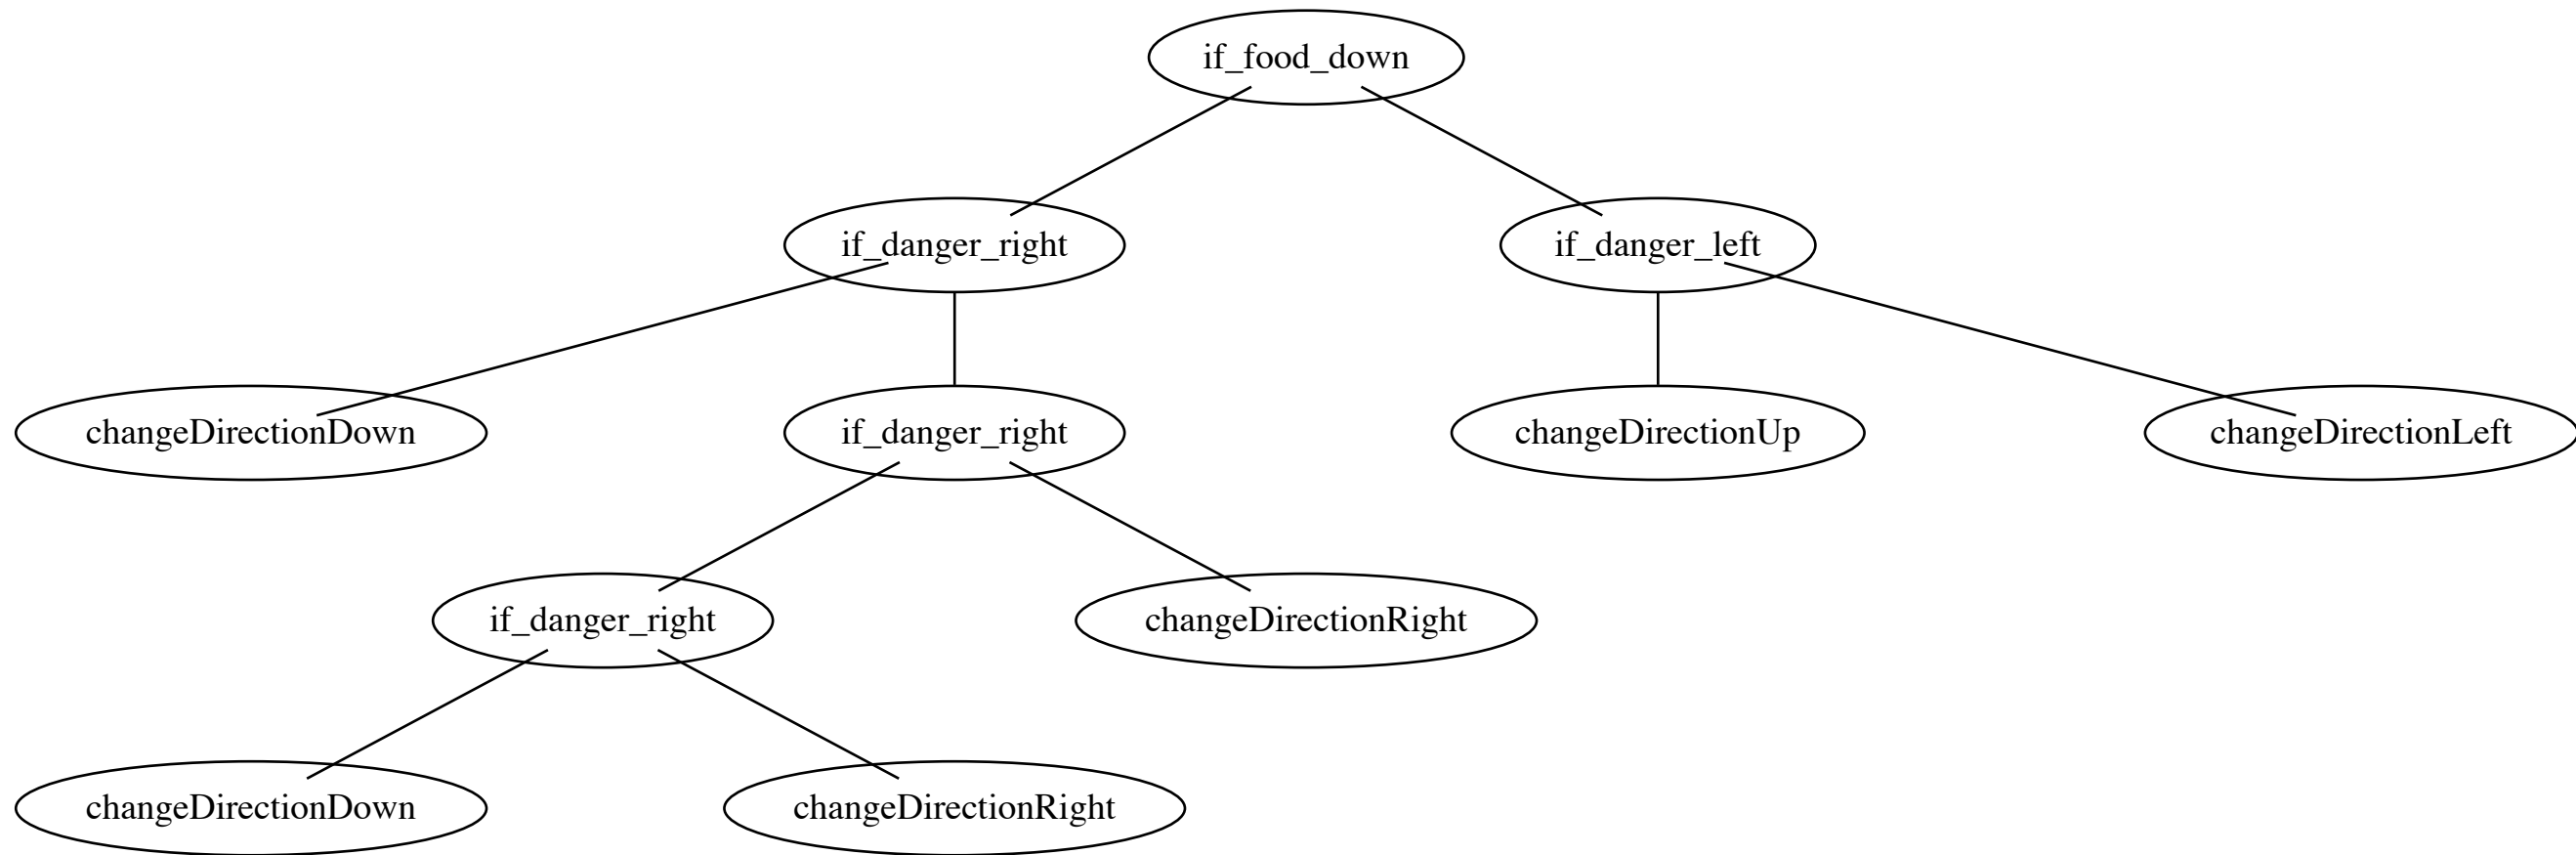 if_food_down
if_danger_right
if_danger_left
changeDirectionDown
if_danger_right
changeDirectionUp
changeDirectionLeft
if_danger_right
changeDirectionRight
changeDirectionDown
changeDirectionRight